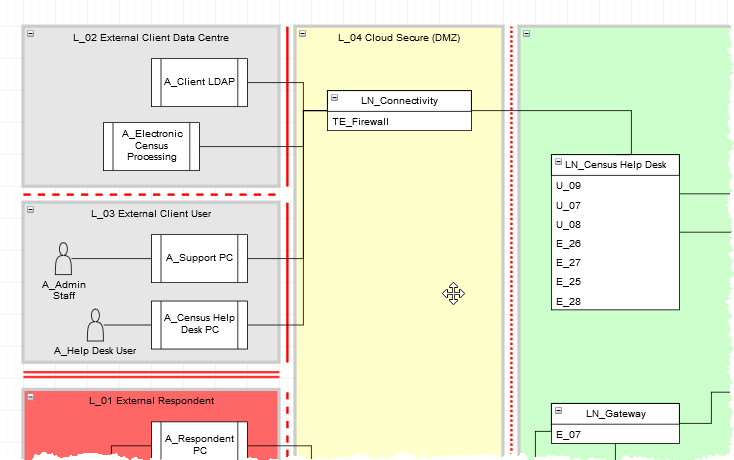 L_02 External Client Data Centre
A_Client LDAP
A_Electronic
Census
Processing
L_03 External Client User
A_Support PC
A_Admin
Staff
A_Census Help
Desk PC
A_Help Desk User
L_01 External Respondent
A_Respondent
PC
L_04 Cloud Secure (DMZ)
LN_Connectivity
TE_Firewall
LN_Census Help Desk
U_09
U_07
U_08
E_26
E_27
E_25
E_28
LN_Gateway
E_07